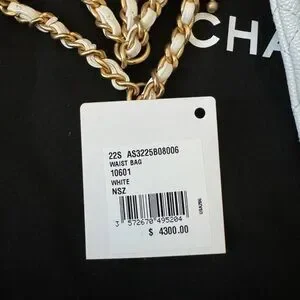 CHA
22S AS3225B08006
WAIST BAG
10601
WHITE
NSZ
3 572670 495204
$ 4300.00